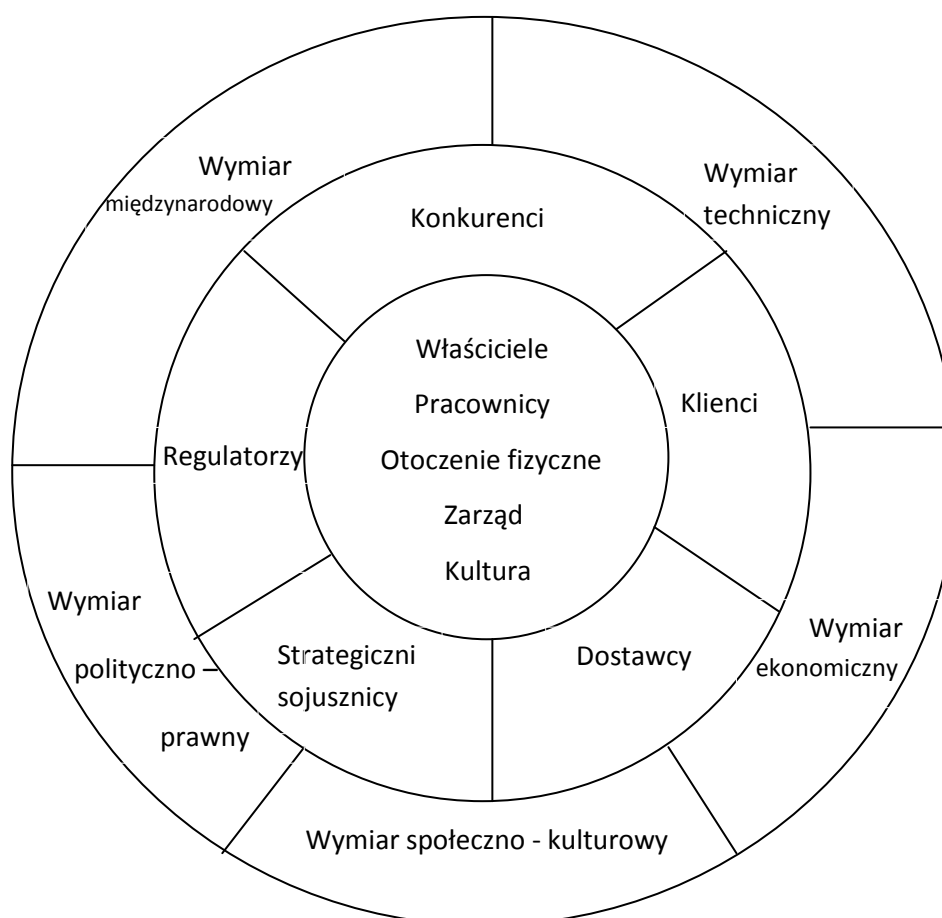 Wymiar
międzynarodowy
Wymiar
techniczny
Konkurenci
Właściciele
Pracownicy
Otoczenie fizyczne
Zarząd
Kultura
Klienci
Regulatorzy
Wymiar
polityczno –
prawny
Strategiczni
sojusznicy
Dostawcy
Wymiar
ekonomiczny
Wymiar społeczno - kulturowy